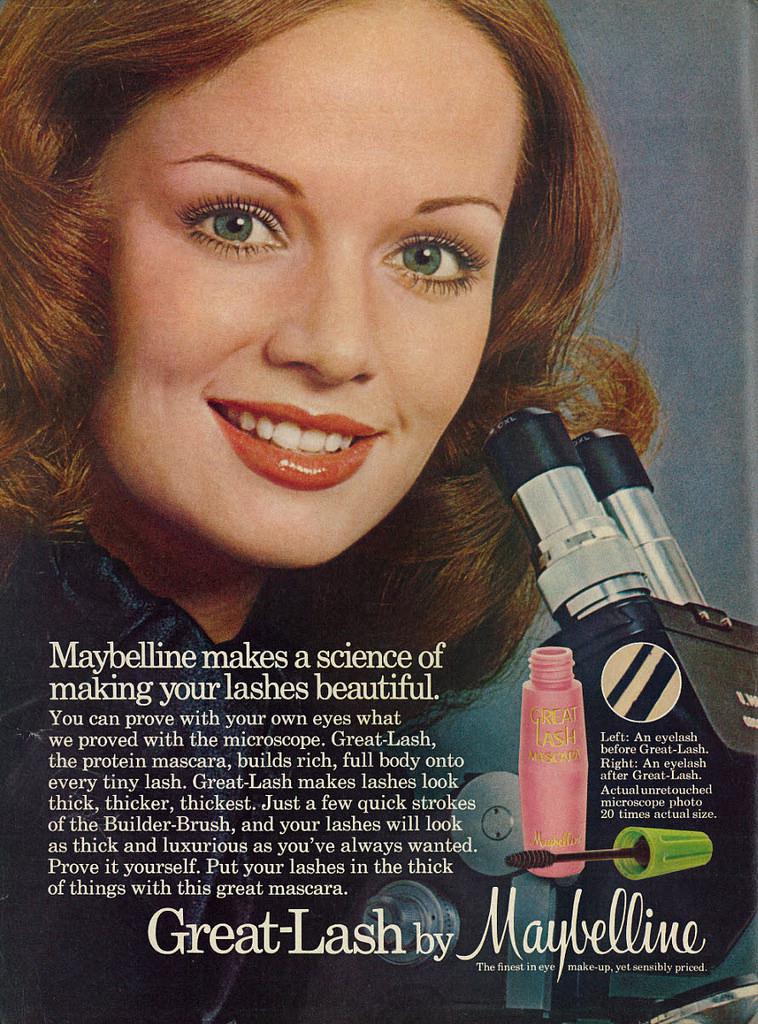 Maybelline makes a science of
making your lashes beautiful.
You can prove with your own eyes what
we proved with the microscope. Great-Lash,
the protein mascara, builds rich, full body onto
every tiny lash. Great-Lash makes lashes look
thick, thicker, thickest. Just a few quick strokes
of the Builder-Brush, and your lashes will look
as thick and luxurious as you've always wanted.
Prove it yourself. Put your lashes in the thick
of things with this great mascara.
GREAT
LASH
MASCARA
Maybelline
Left: An eyelash
before Great-Lash.
Right: An eyelash
after Great-Lash.
Actual unretouched
microscope photo
20 times actual size.
Great-Lash by Maybelline
The finest in eye make-up, yet sensibly priced.